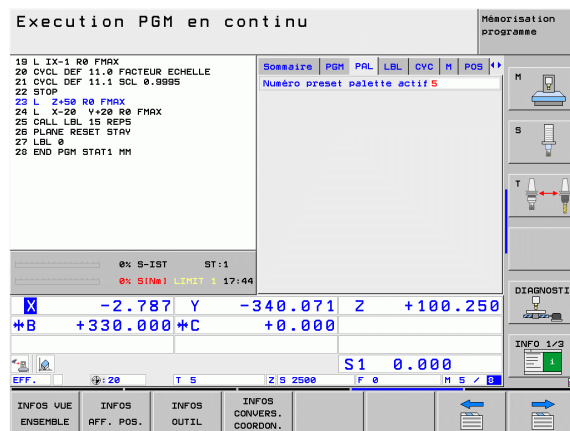 Execution PGM en continu
Mémorisation
programme
19 L IX-1 R0 FMAX
20 CYCL DEF 11.0 FACTEUR ECHELLE
21 CYCL DEF 11.1 SCL 0.9995
22 STOP
23 L Z+50 R0 FMAX
24 L X-20 Y+20 R0 FMAX
25 CALL LBL 15 REP5
26 PLANE RESET STAY
27 LBL 0
28 END PGM STAT1 MM
Sommaire PGM PAL LBL CYC M POS
Numéro preset palette actif 5
M
S
T
DIAGNOSTI
INFO 1/3
i
0% S-IST ST:1
0% S[Nm] LIMIT 1 17:44
X -2.787 Y -340.071 Z +100.250
B +330.000 C +0.000
S1 0.000
EFF. :20 T 5 Z S 2500 F 0 M 5 / 8
INFOS VUE
ENSEMBLE
INFOS
AFF. POS.
INFOS
OUTIL
INFOS
CONVERS.
COORDON.